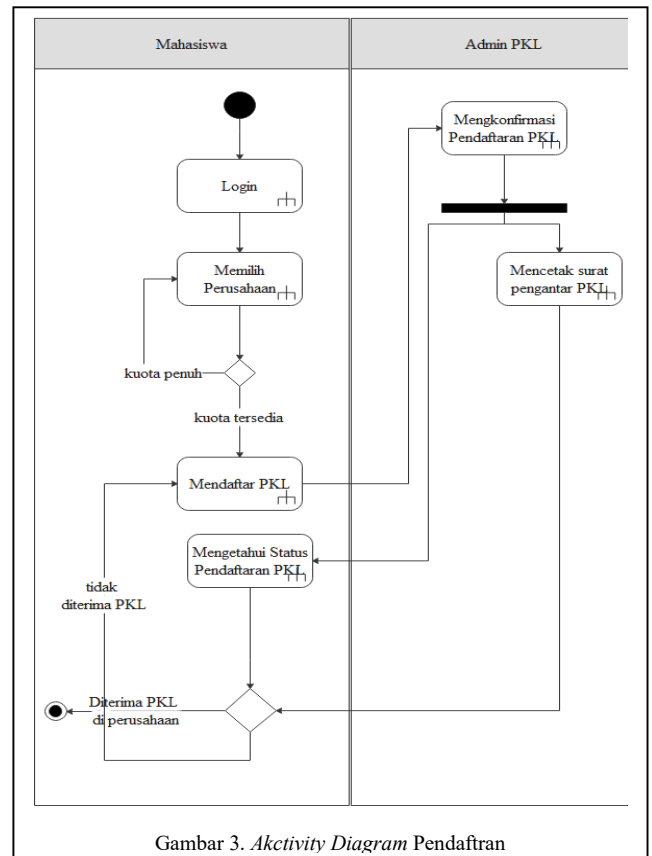 Mahasiswa
Admin PKL
Mengkonfirmasi
Pendaftaran PKL
Login
Memilih
Perusahaan
Mencetak surat
pengantar PKL
kuota penuh
kuota tersedia
Mendaftar PKL
Mengetahui Status
Pendaftaran PKL
tidak
diterima PKL
Diterima PKL
di perusahaan
Gambar 3. Akctivity Diagram Pendaftran